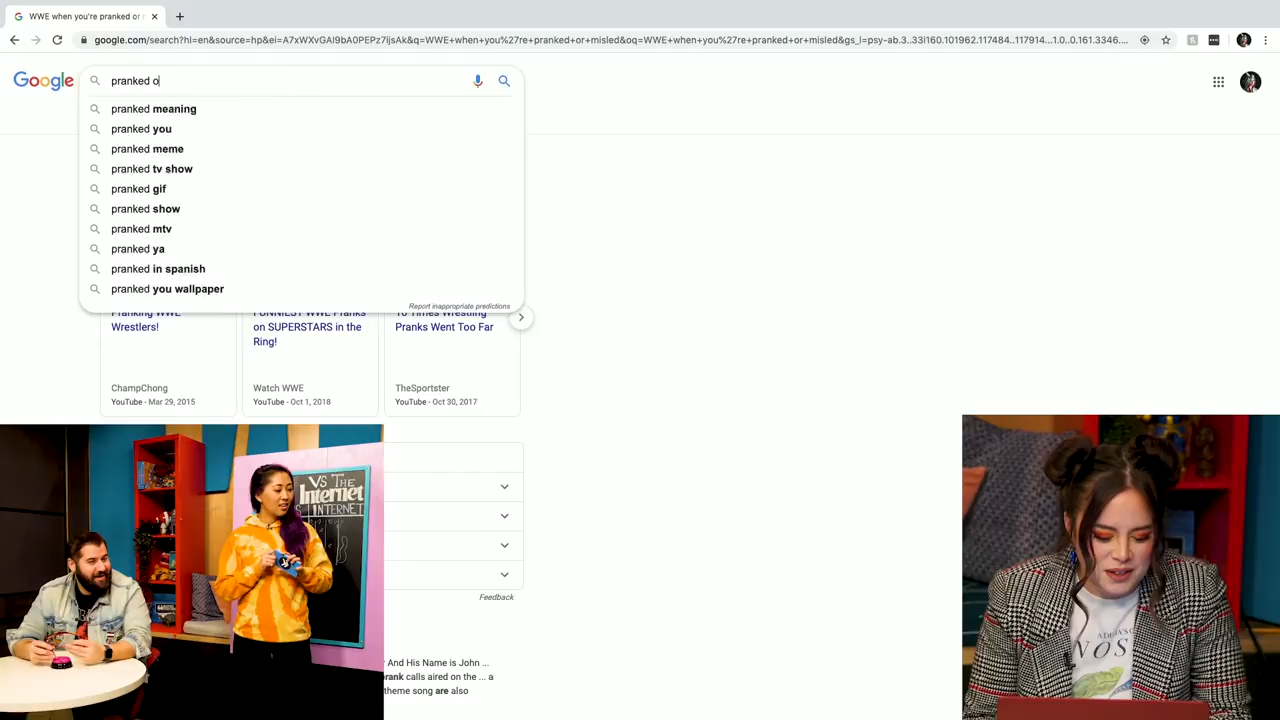 WWE when you're pranked or
google.com/search?hl=en&source=hp&ei=A7xWXvGAI9bA0PEPz7ijsAk&q=WWE+when+you%27re+pranked+or+misled&oq=WWE+when+you%27re+pranked+or+misled&gs_l=psy-ab.3..33i160.101962.117484..117914...1.0..0.161.3346....
Google
pranked o
pranked meaning
pranked you
pranked meme
pranked tv show
pranked gif
pranked show
pranked mtv
pranked ya
pranked in spanish
pranked you wallpaper
Report inappropriate predictions
Pranking WWE
Wrestlers!
FUNNIEST WWE Pranks
on SUPERSTARS in the
Ring!
10 Times Wrestling
Pranks Went Too Far
ChampChong
YouTube - Mar 29, 2015
Watch WWE
YouTube - Oct 1, 2018
TheSportster
YouTube - Oct 30, 2017
Feedback
And His Name is John ...
rank calls aired on the ... a
theme song are also
VS THE
Internet
INTERNET
NOS